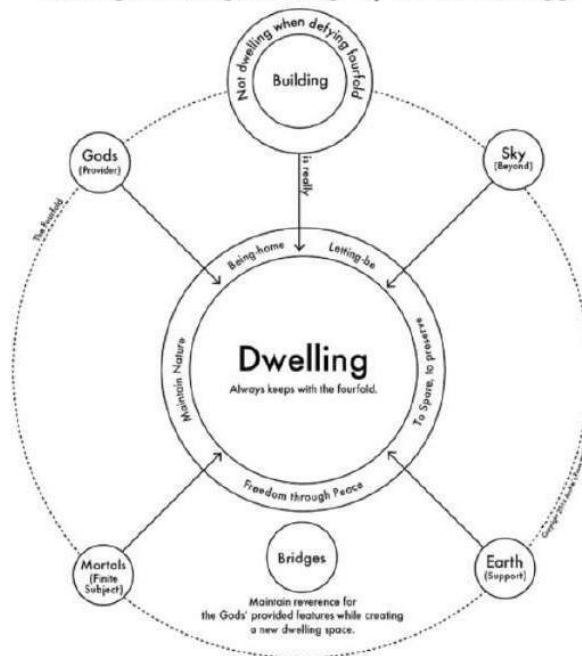 Not dwelling when defying fourfold
Building
Gods
(Provider)
Sky
(Beyond)
is really
The Fourfold
Being-home
Letting-be
Maintain Nature
Dwelling
Always keeps with the fourfold.
To Spare, to preserve
Freedom through Peace
Mortals
(Finite
Subject)
Bridges
Earth
(Support)
Maintain reverence for
the Gods' provided features while creating
a new dwelling space.